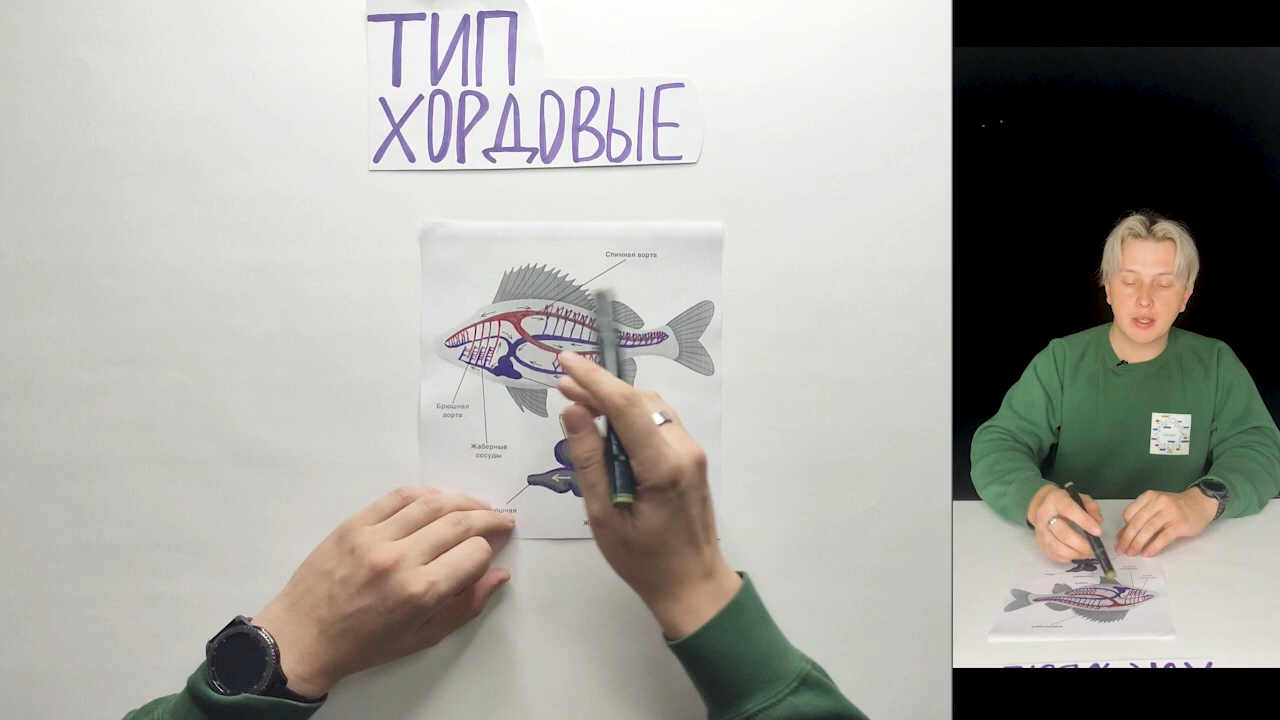 ТИП
ХОРДОВЫЕ
Спинная аорта
Брюшная
аорта
Жаберные
сосуды